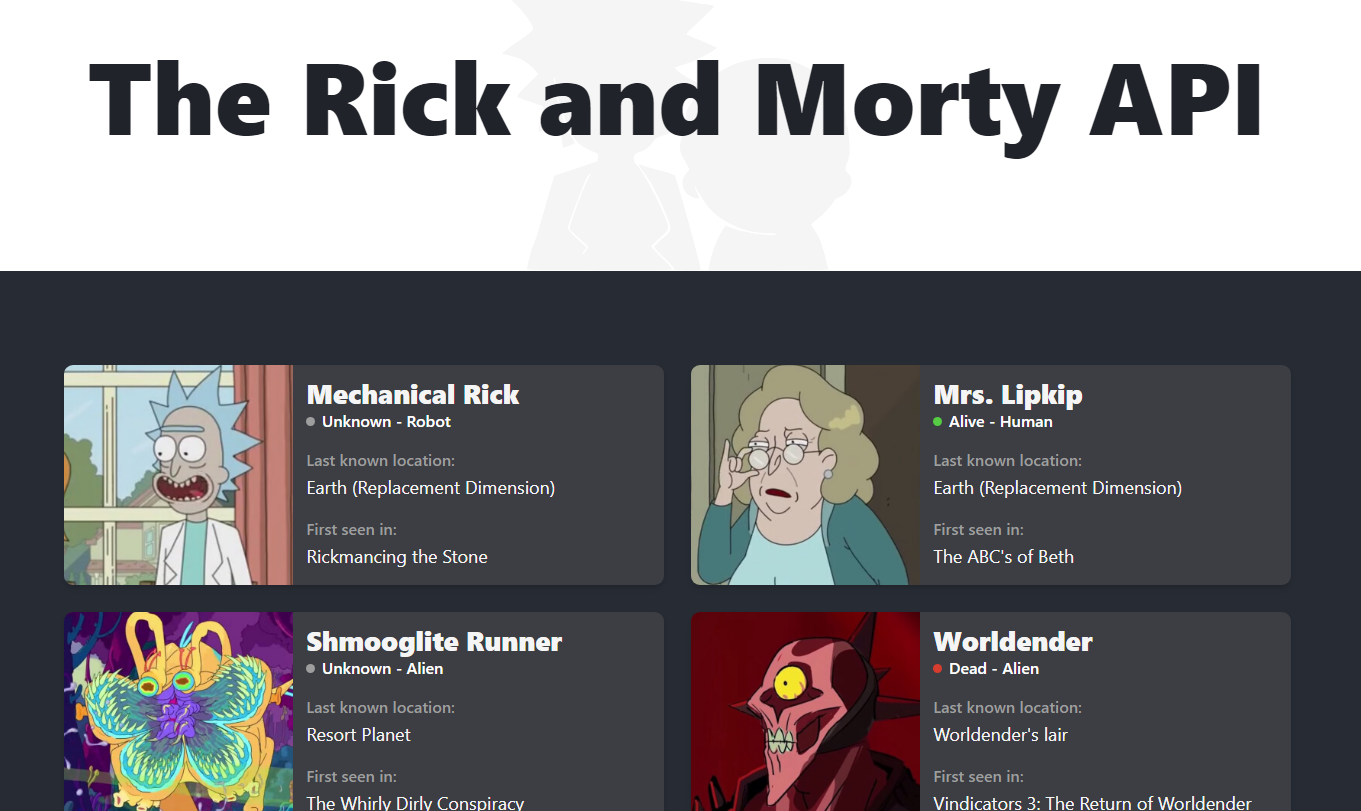 The Rick and Morty API
Mechanical Rick
Unknown - Robot
Last known location:
Earth (Replacement Dimension)
First seen in:
Rickmancing the Stone
Mrs. Lipkip
Alive - Human
Last known location:
Earth (Replacement Dimension)
First seen in:
The ABC's of Beth
Shmooglite Runner
Unknown - Alien
Last known location:
Resort Planet
First seen in:
The Whirly Dirly Conspiracy
Worldender
Dead - Alien
Last known location:
Worldender's lair
First seen in:
Vindicators 3: The Return of Worldender